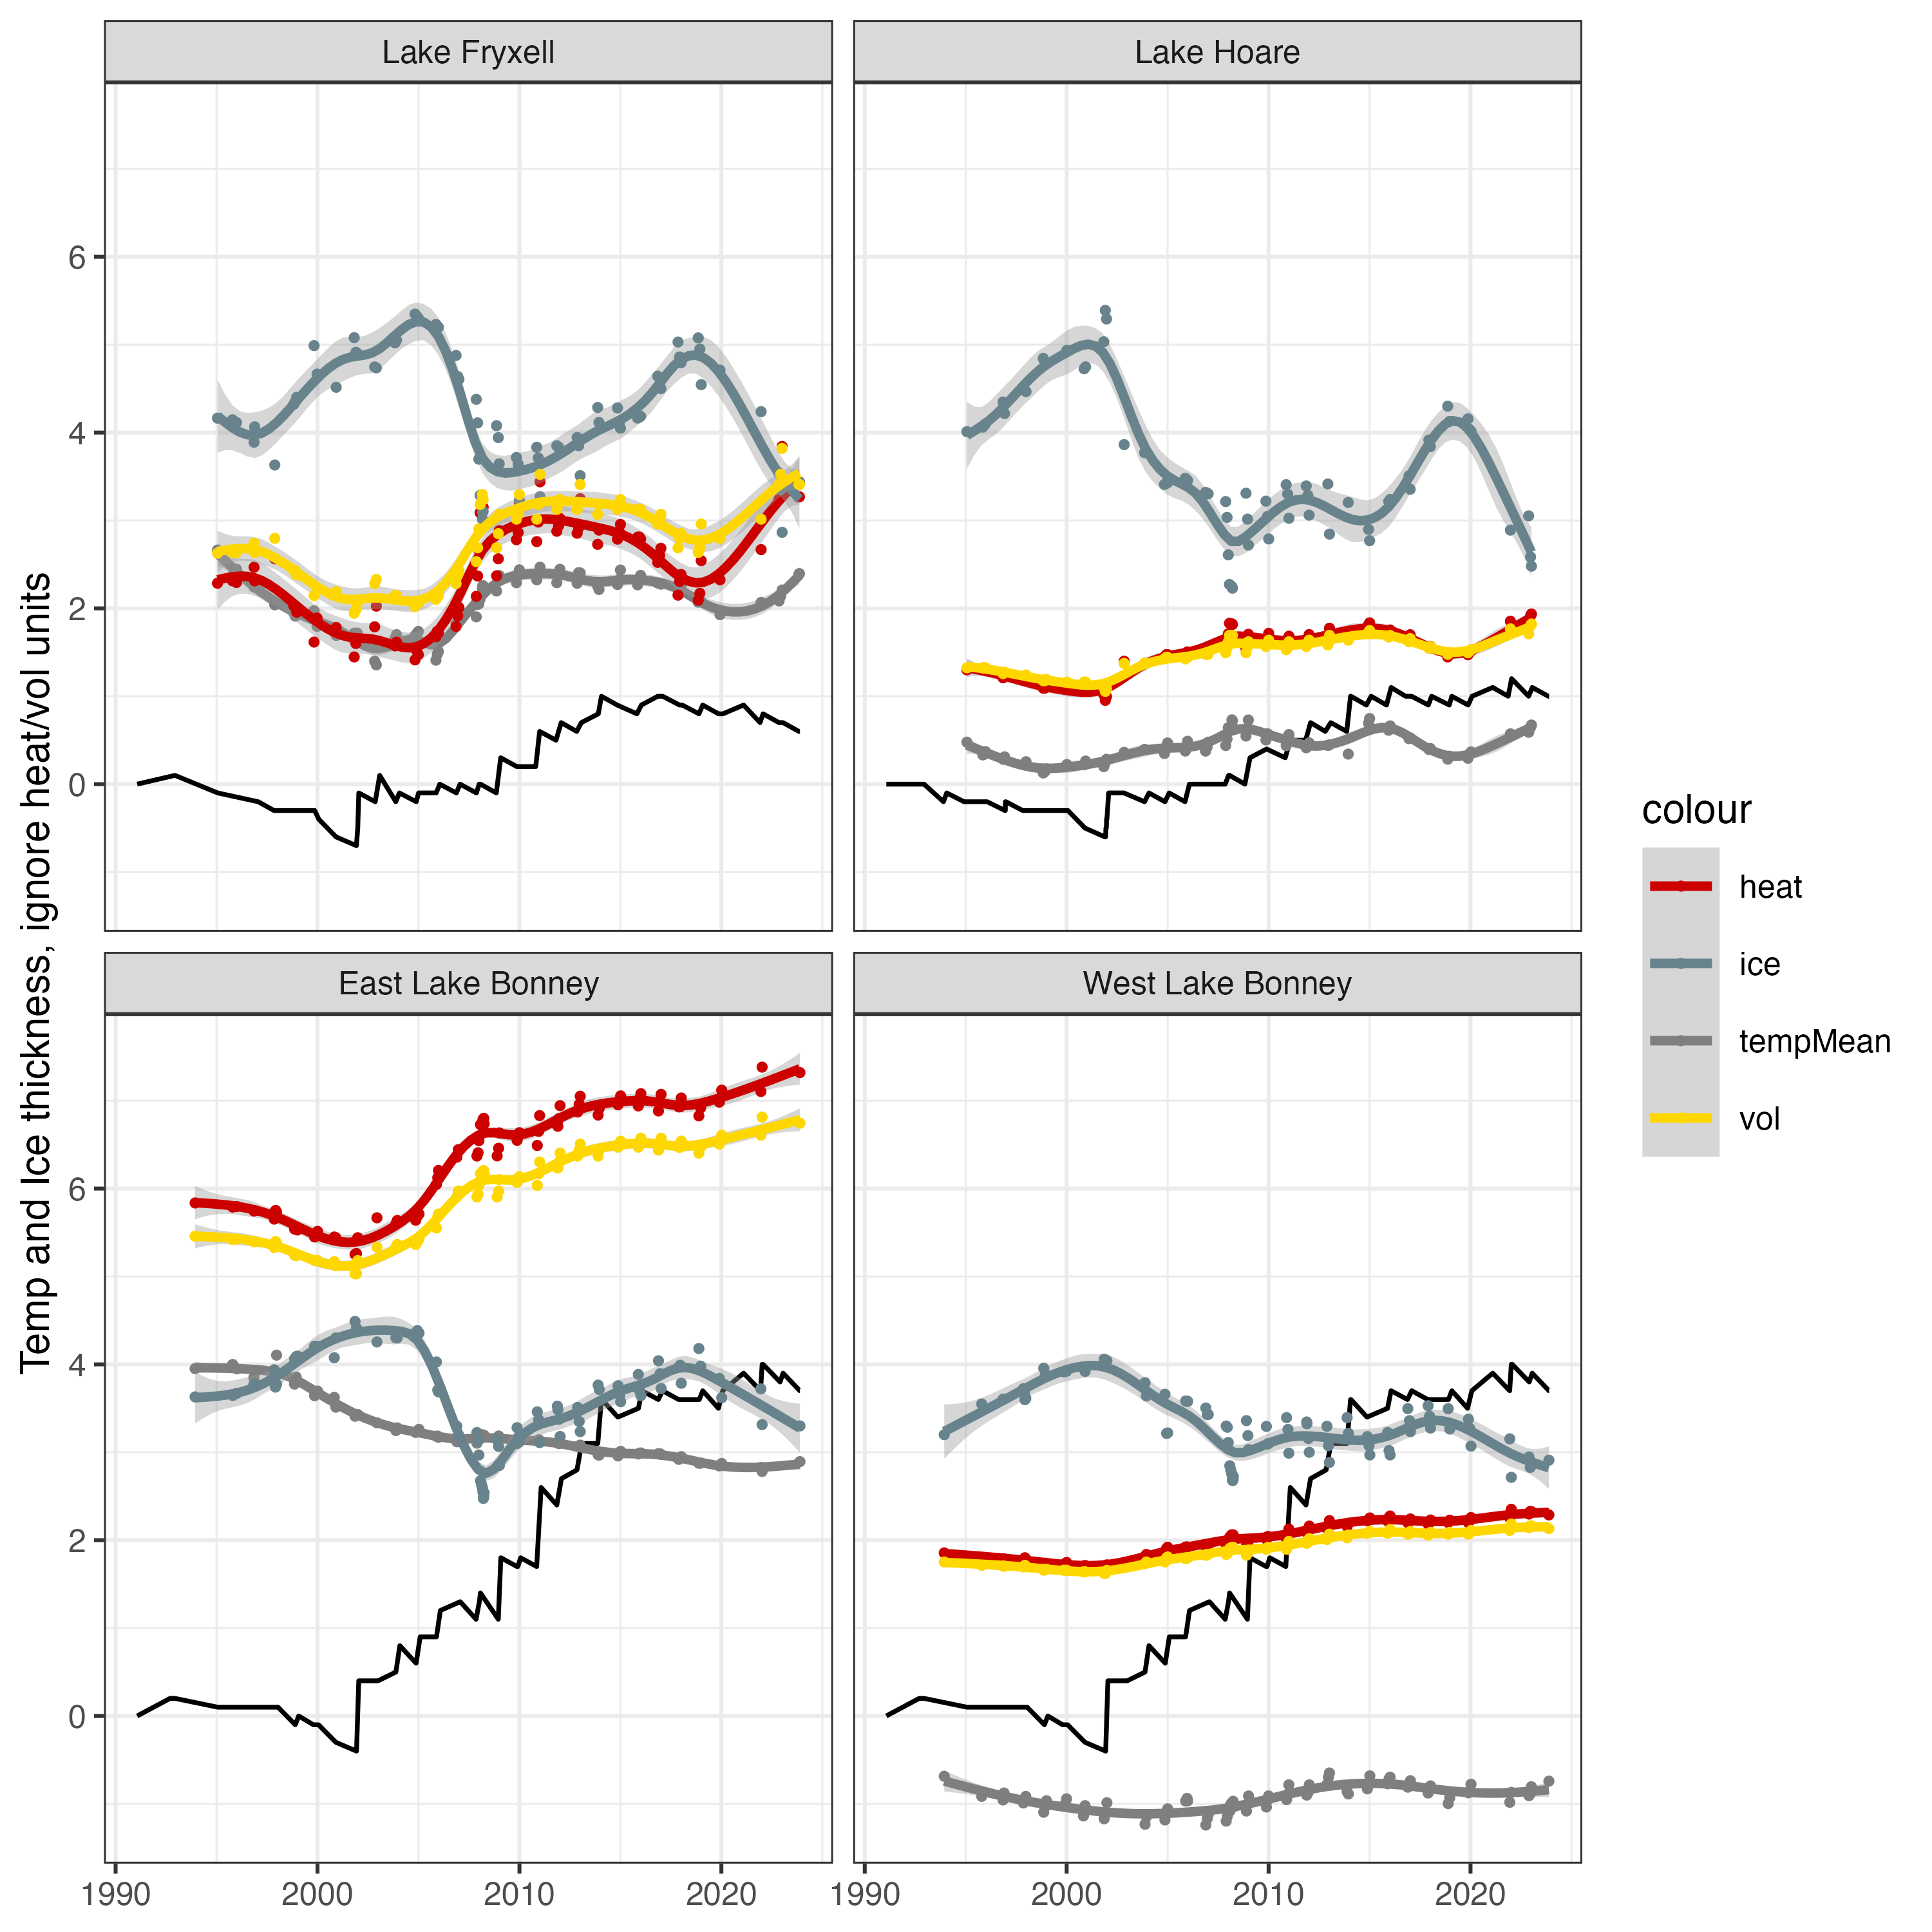 Lake Fryxell
Lake Hoare
6
4
2
0
East Lake Bonney
West Lake Bonney
6
4
2
0
1990
2000
2010
2020
1990
2000
2010
2020
Temp and Ice thickness, ignore heat/vol units
colour
heat
ice
tempMean
vol